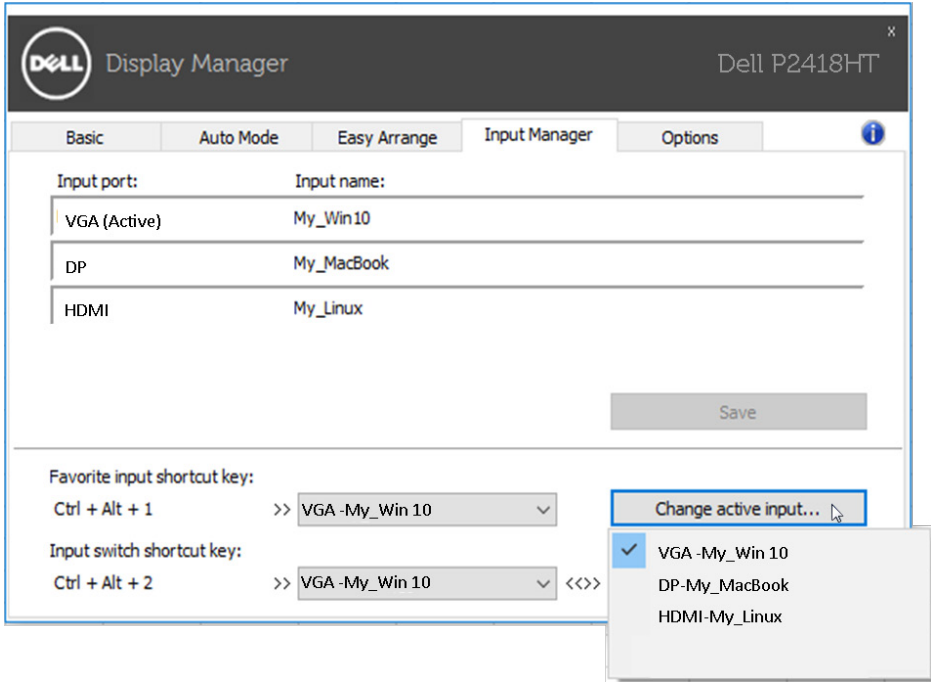 DELL Display Manager Dell P2418HT
x
Basic Auto Mode Easy Arrange Input Manager Options i
Input port: Input name:
VGA (Active) My_Win10
DP My_MacBook
HDMI My_Linux
Save
Favorite input shortcut key:
Ctrl + Alt + 1 >> VGA -My_Win 10 Change active input...
Input switch shortcut key:
Ctrl + Alt + 2 >> VGA -My_Win 10 <<>>
VGA -My_Win 10
DP-My_MacBook
HDMI-My_Linux